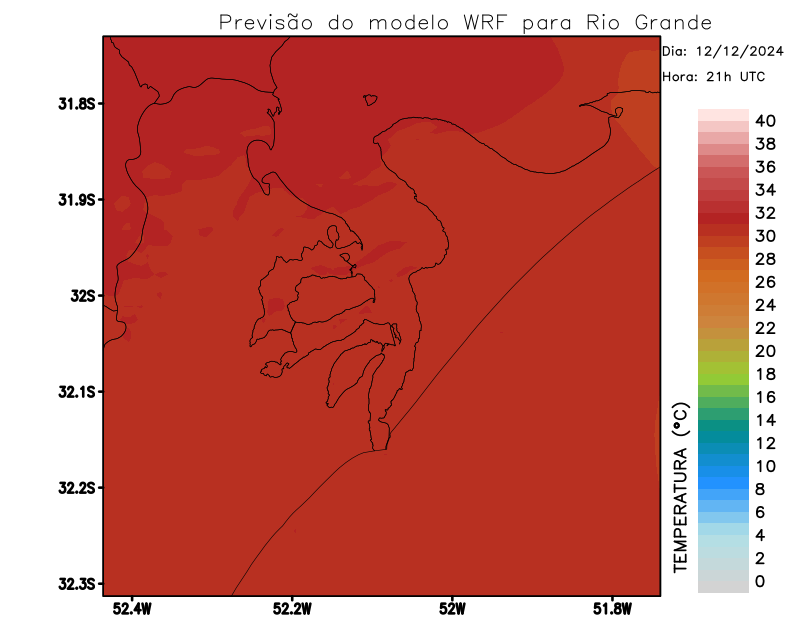 Previsão do modelo WRF para Rio Grande
Dia: 12/12/2024
Hora: 21h UTC
31.8S
31.9S
32S
32.1S
32.2S
32.3S
52.4W
52.2W
52W
51.8W
TEMPERATURA (°C)
40
38
36
34
32
30
28
26
24
22
20
18
16
14
12
10
8
6
4
2
0